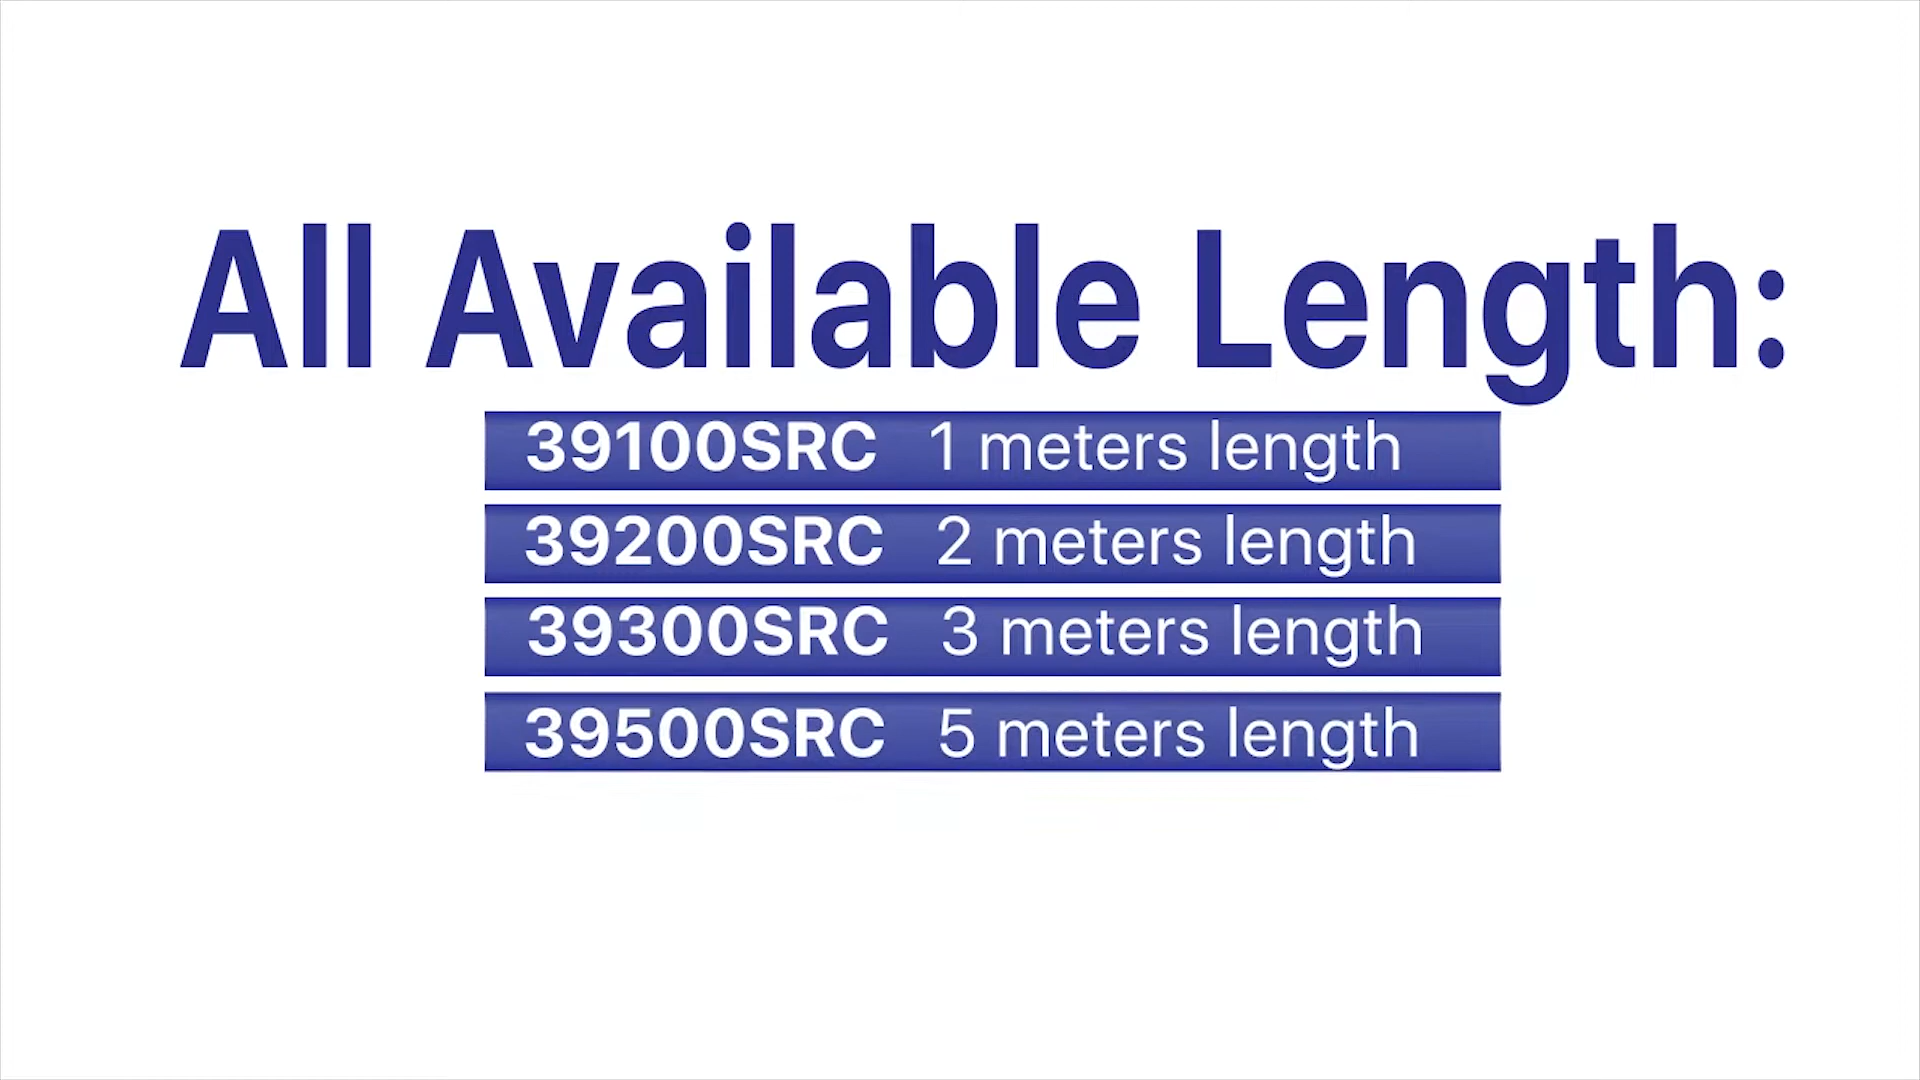 All Available Length:
39100SRC 1 meters length
39200SRC 2 meters length
39300SRC 3 meters length
39500SRC 5 meters length